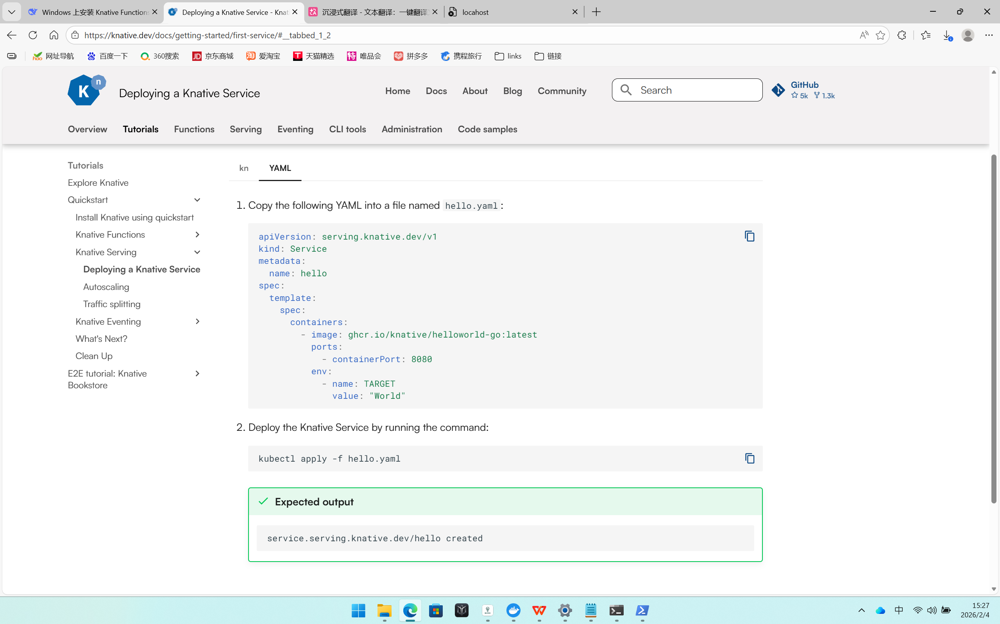 Windows 上安装 Knative Functions
Deploying a Knative Service - Knat
沉浸式翻译 - 文本翻译：一键翻译
locahost
https://knative.dev/docs/getting-started/first-service/#__tabbed_1_2
网址导航
百度一下
360搜索
京东商城
爱淘宝
天猫精选
唯品会
拼多多
携程旅行
links
链接
Deploying a Knative Service
Home
Docs
About
Blog
Community
Search
GitHub
5k 1.3k
Overview
Tutorials
Functions
Serving
Eventing
CLI tools
Administration
Code samples
Tutorials
Explore Knative
Quickstart
Install Knative using quickstart
Knative Functions
Knative Serving
Deploying a Knative Service
Autoscaling
Traffic splitting
Knative Eventing
What's Next?
Clean Up
E2E tutorial: Knative
Bookstore
kn
YAML
1. Copy the following YAML into a file named hello.yaml:
apiVersion: serving.knative.dev/v1
kind: Service
metadata:
  name: hello
spec:
  template:
    spec:
      containers:
        - image: ghcr.io/knative/helloworld-go:latest
          ports:
            - containerPort: 8080
          env:
            - name: TARGET
              value: "World"
2. Deploy the Knative Service by running the command:
kubectl apply -f hello.yaml
Expected output
service.serving.knative.dev/hello created
中
15:27
2026/2/4